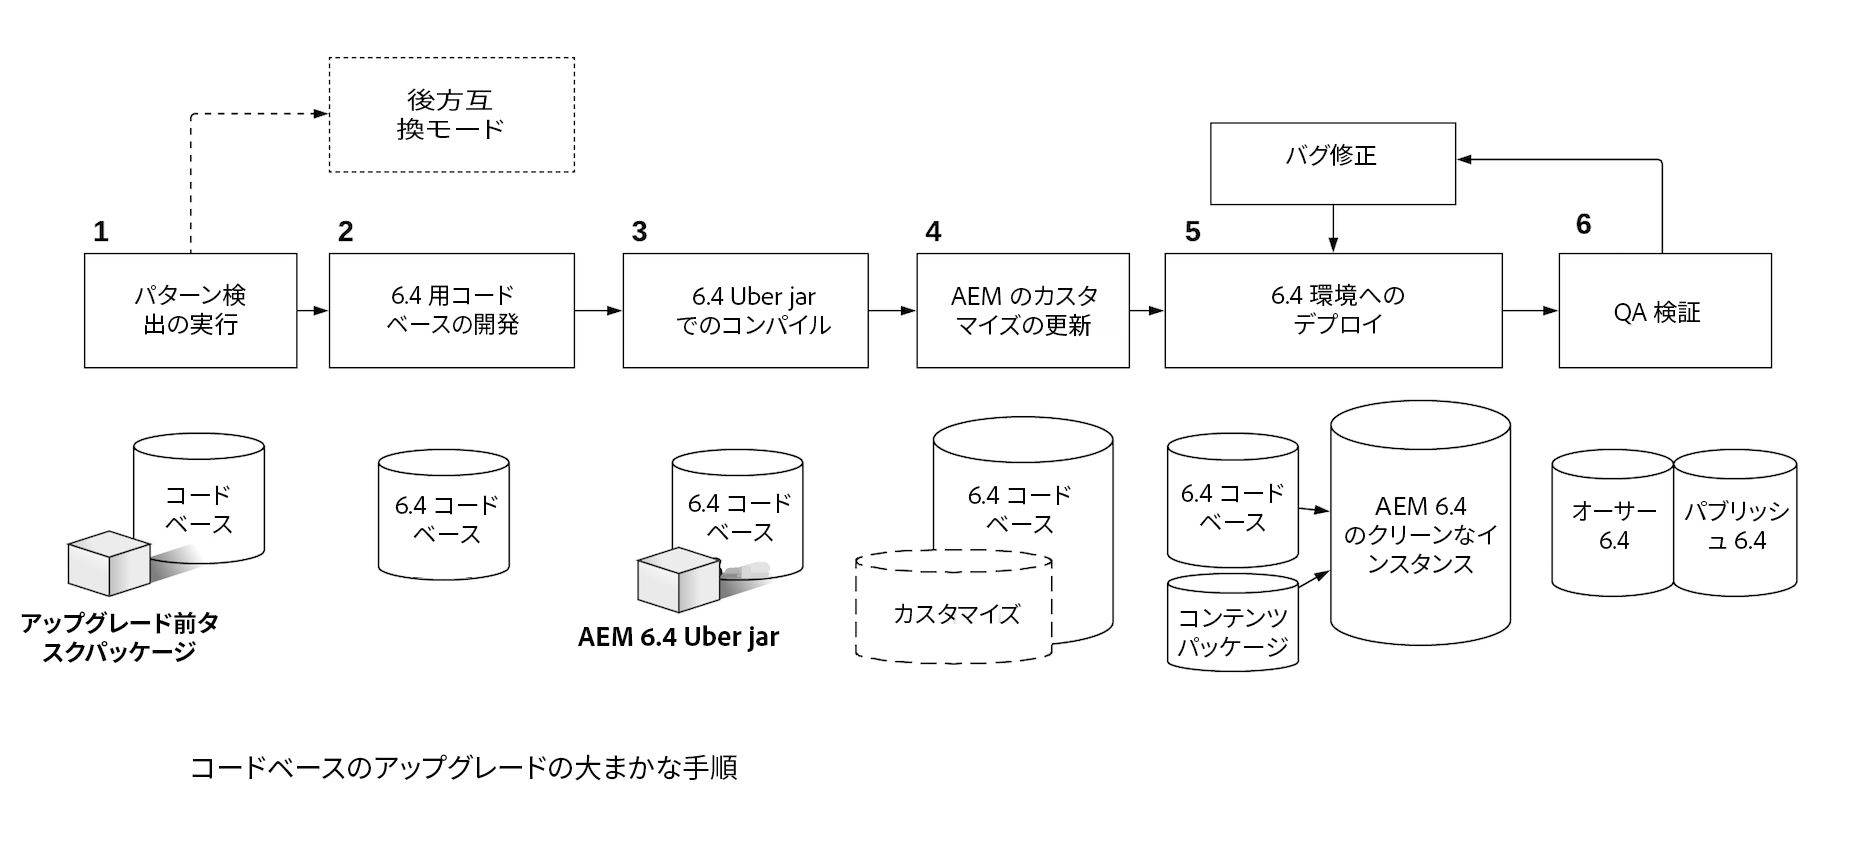 後方互
換モード
バグ修正
1
2
3
4
5
6
パターン検
出の実行
6.4 用コード
ベースの開発
6.4 Uber jar
でのコンパイル
AEM のカスタ
マイズの更新
6.4 環境への
デプロイ
QA 検証
コード
ベース
アップグレード前タ
スクパッケージ
6.4 コード
ベース
6.4 コード
ベース
AEM 6.4 Uber jar
6.4 コード
ベース
カスタマイズ
6.4 コード
ベース
コンテンツ
パッケージ
AEM 6.4
のクリーンなイ
ンスタンス
オーサー
6.4
パブリッシ
ュ 6.4
コードベースのアップグレードの大まかな手順